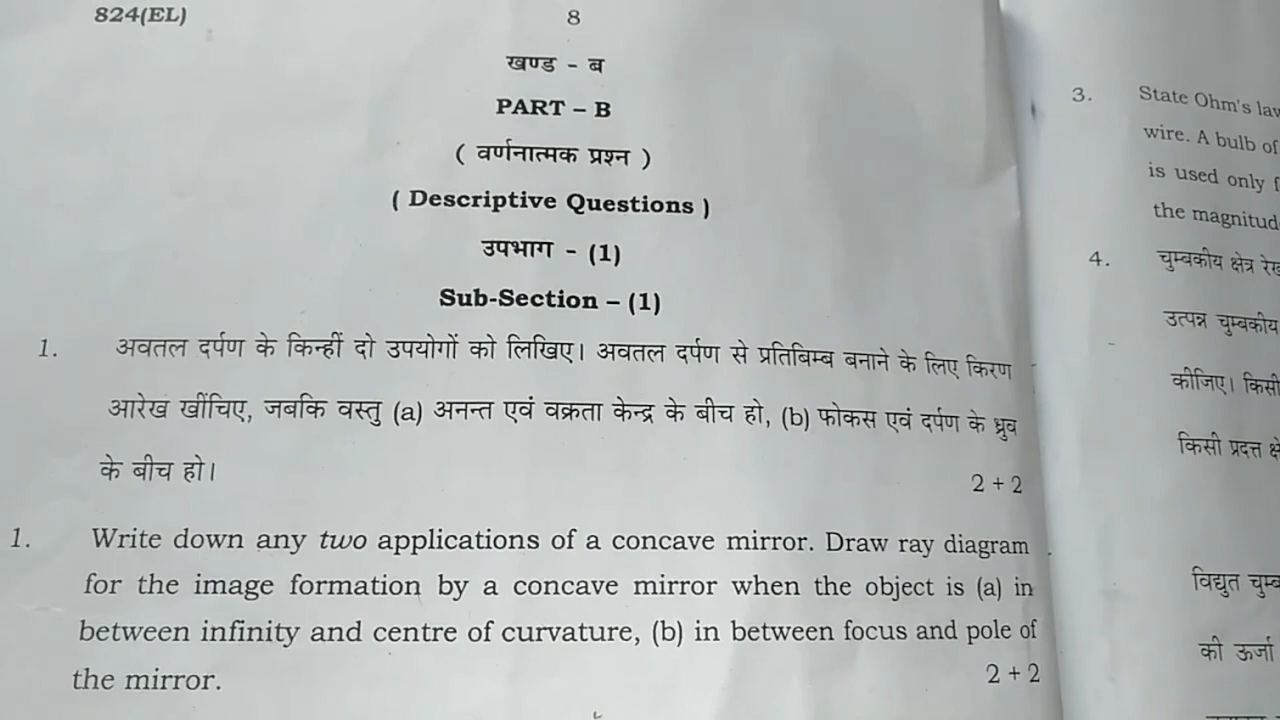 824(EL)
8
खण्ड - ब
PART – B
( वर्णनात्मक प्रश्न )
( Descriptive Questions )
उपभाग - (1)
Sub-Section – (1)
1. अवतल दर्पण के किन्हीं दो उपयोगों को लिखिए। अवतल दर्पण से प्रतिबिम्ब बनाने के लिए किरण
आरेख खींचिए, जबकि वस्तु (a) अनन्त एवं वक्रता केन्द्र के बीच हो, (b) फोकस एवं दर्पण के ध्रुव
के बीच हो।
2 + 2
1. Write down any two applications of a concave mirror. Draw ray diagram
for the image formation by a concave mirror when the object is (a) in
between infinity and centre of curvature, (b) in between focus and pole of
the mirror.
2 + 2
3. State Ohm's
wire. A bulb of
is used only
the
4. चुम्बकीय क्षेत्र
उत्पन्न चुम्बकीय
कीजिए। किसी
किसी प्रदत्त
विद्युत
की ऊर्जा